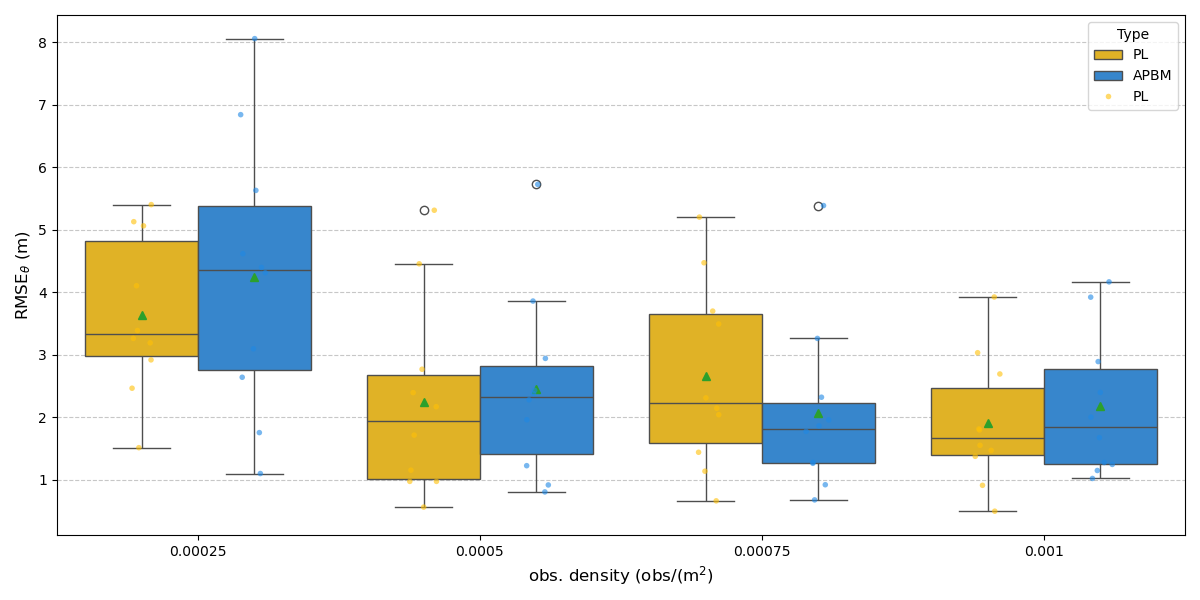 8
7
6
5
4
3
2
1
RMSE_θ (m)
0.00025
0.0005
0.00075
0.001
obs. density (obs/(m²)
Type
PL
APBM
PL